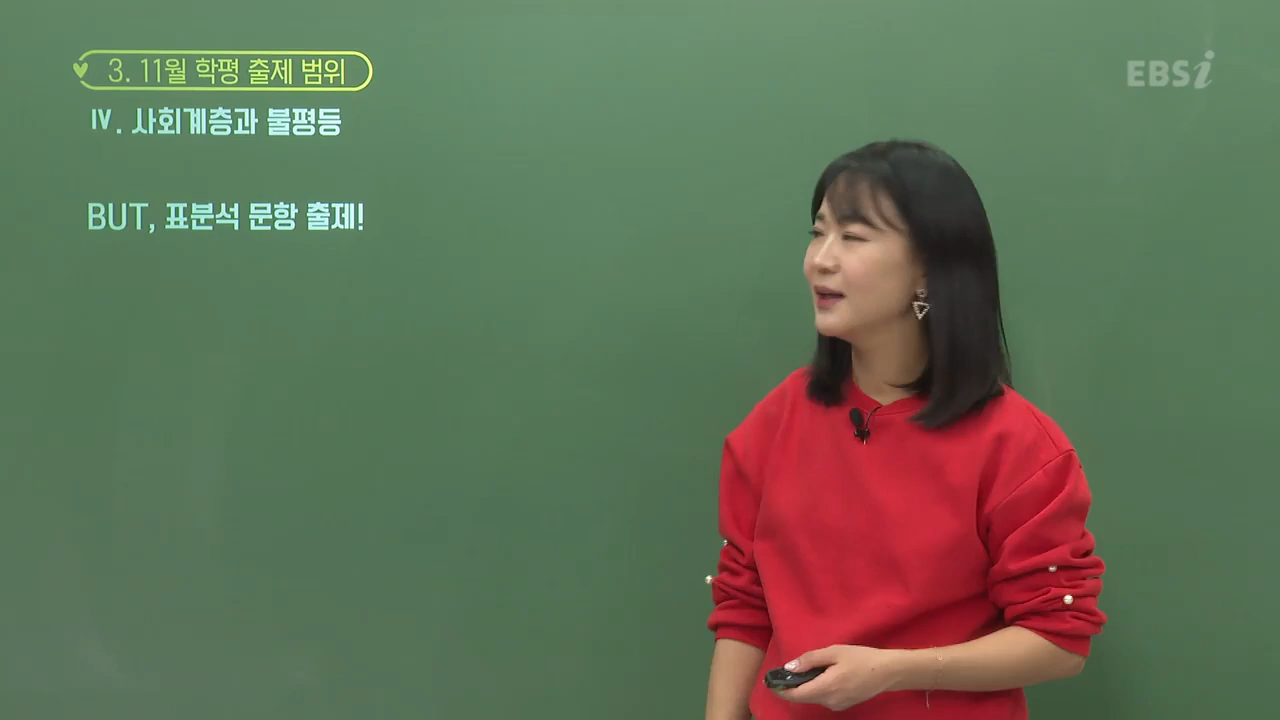 3. 11월 학평 출제 범위
EBSi
Ⅳ. 사회계층과 불평등
BUT, 표분석 문항 출제!